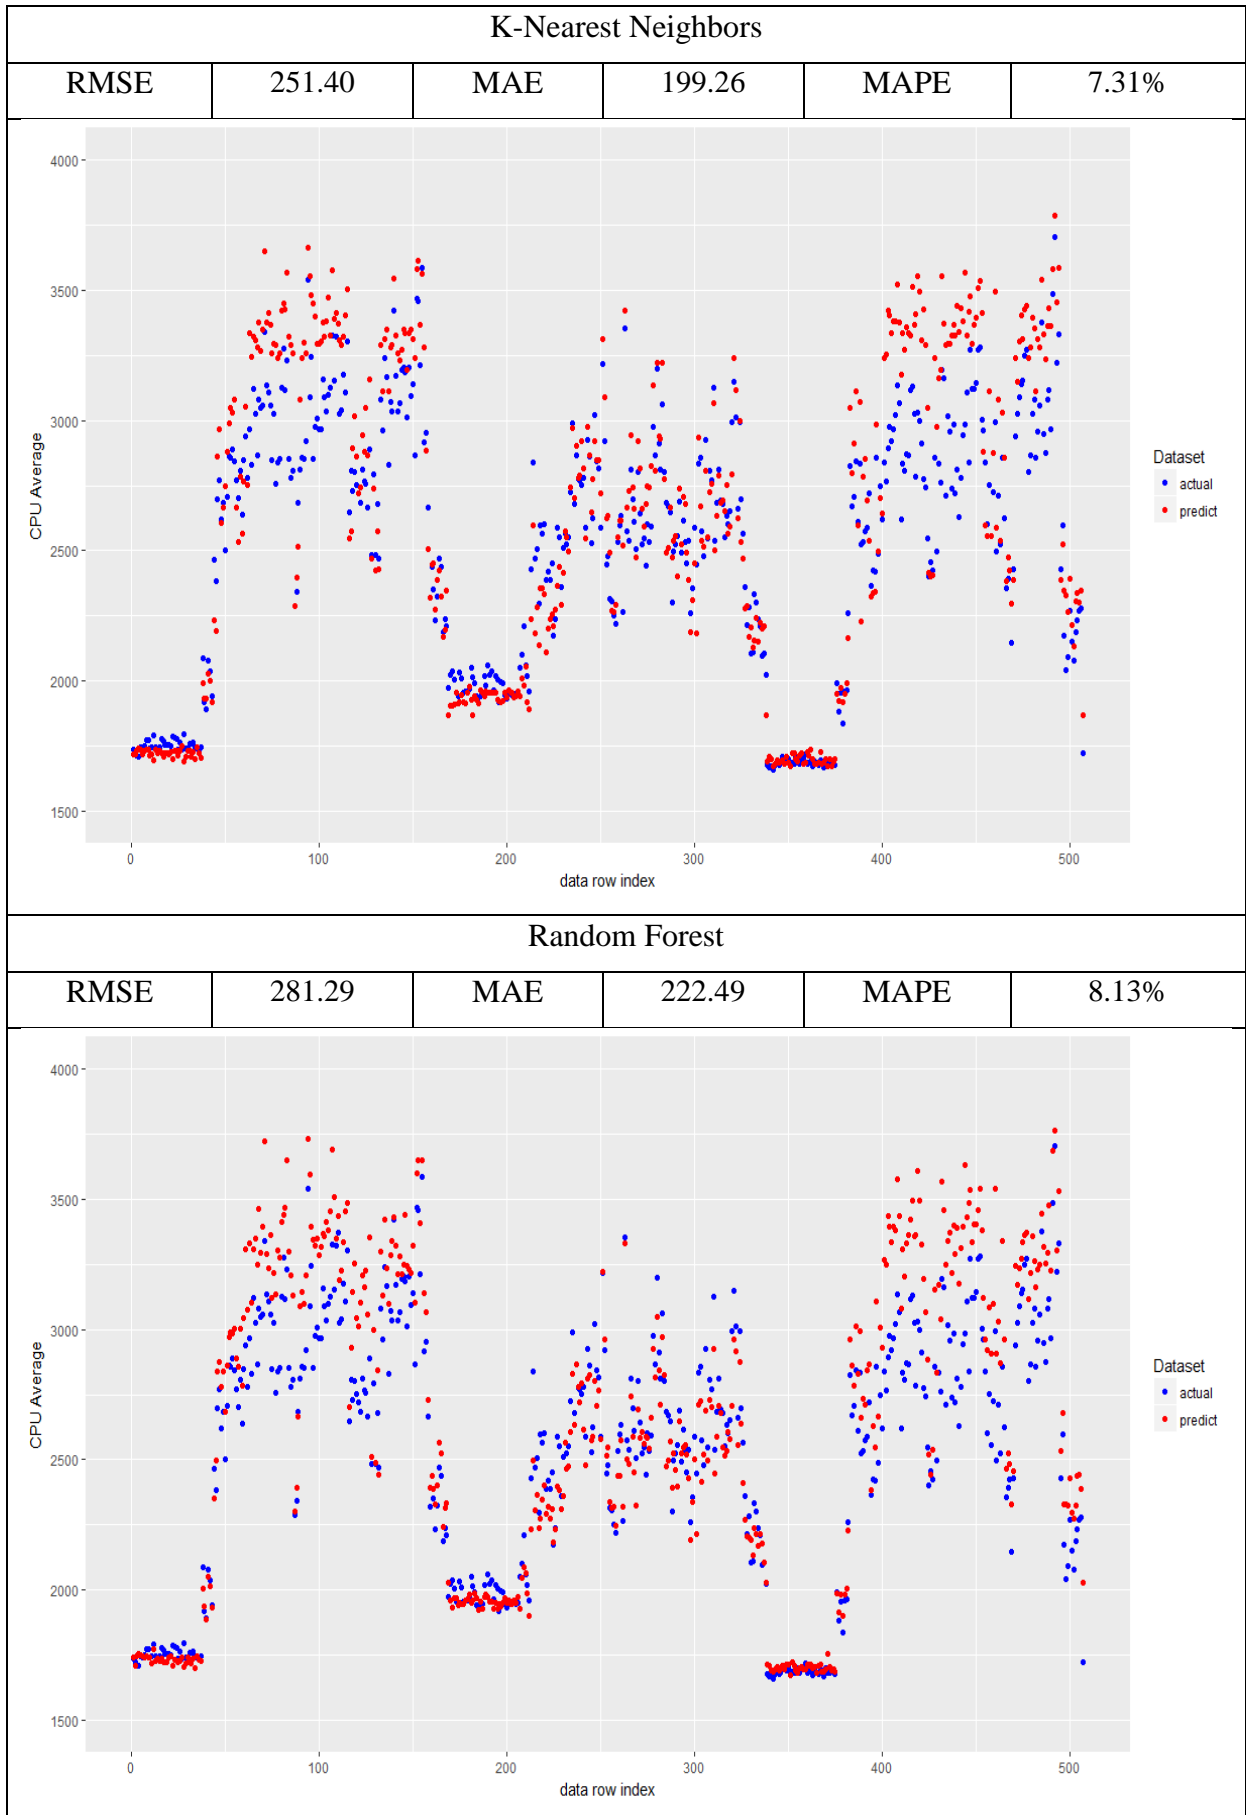 K-Nearest Neighbors
RMSE 251.40 MAE 199.26 MAPE 7.31%
4000
3500
3000
2500
2000
1500
CPU Average
0 100 200 300 400 500
data row index
Dataset
actual
predict
Random Forest
RMSE 281.29 MAE 222.49 MAPE 8.13%
4000
3500
3000
2500
2000
1500
CPU Average
0 100 200 300 400 500
data row index
Dataset
actual
predict